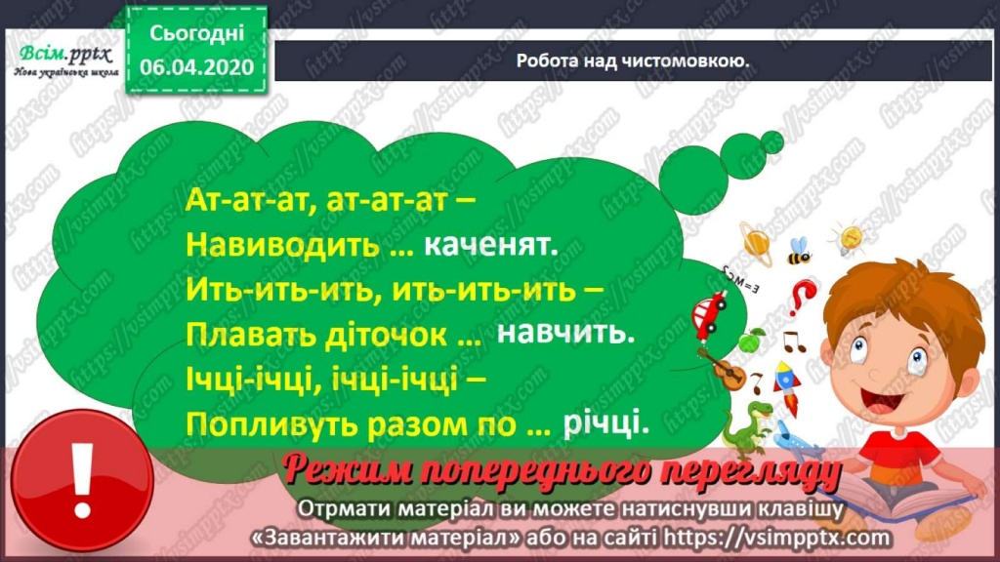 Всім.pptx
Нова українська школа
Сьогодні
06.04.2020
Робота над чистомовкою.
Ат-ат-ат, ат-ат-ат –
Навиводить ... каченят.
Ить-ить-ить, ить-ить-ить –
Плавать діточок ... навчить.
Ічці-ічці, ічці-ічці –
Попливуть разом по ... річці.
E=MC2
?
!
Режим попереднього перегляду
Отрмати матеріал ви можете натиснувши клавішу
«Завантажити матеріал» або на сайті https://vsimpptx.com